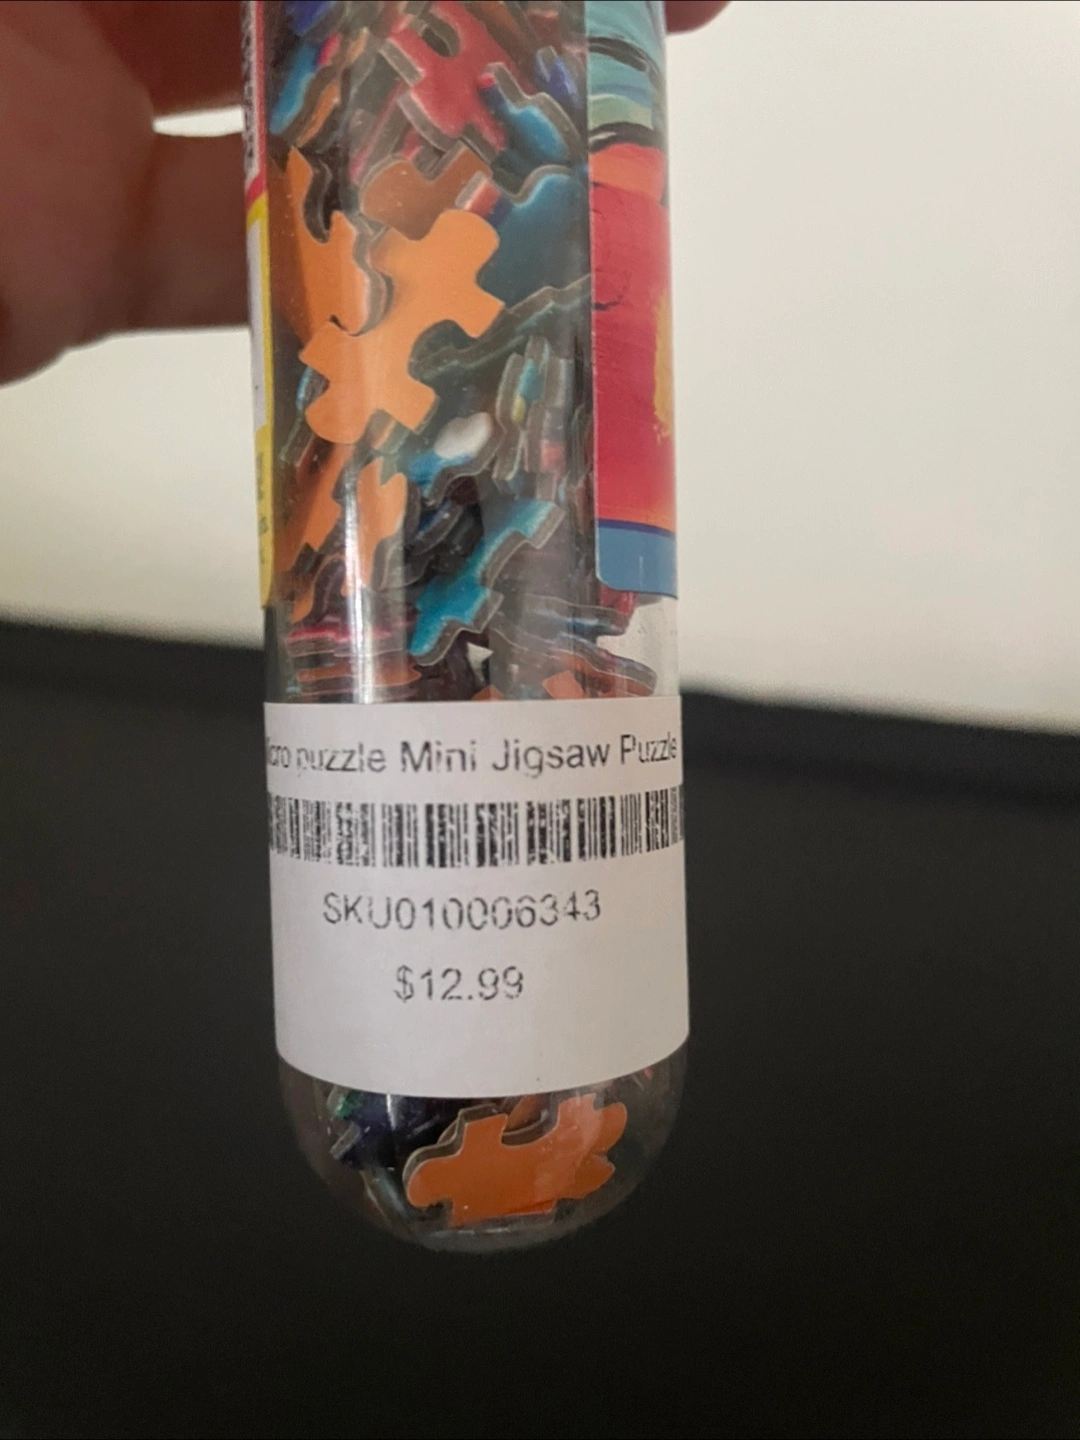 puzzle Mini Jigsaw Puzzle
SKU010006343
$12.99